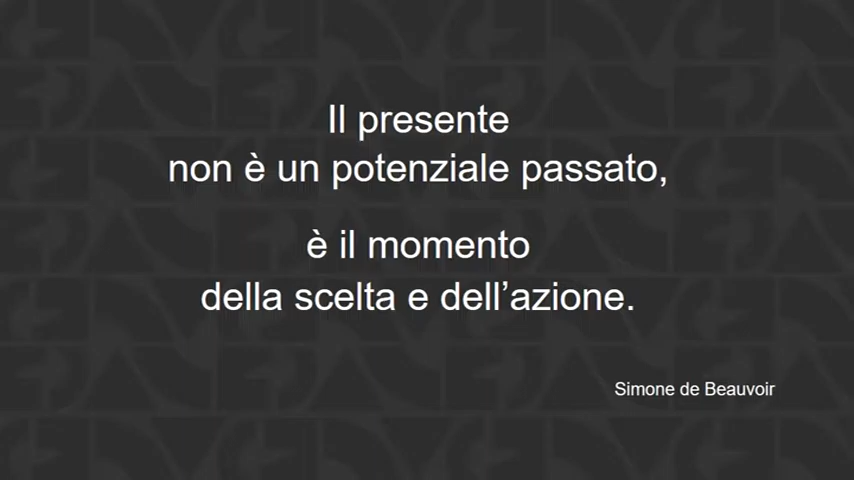 Il presente
non è un potenziale passato,
è il momento
della scelta e dell’azione.
Simone de Beauvoir